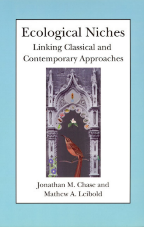 Ecological Niches
Linking Classical and
Contemporary Approaches
Jonathan M. Chase and
Mathew A. Leibold